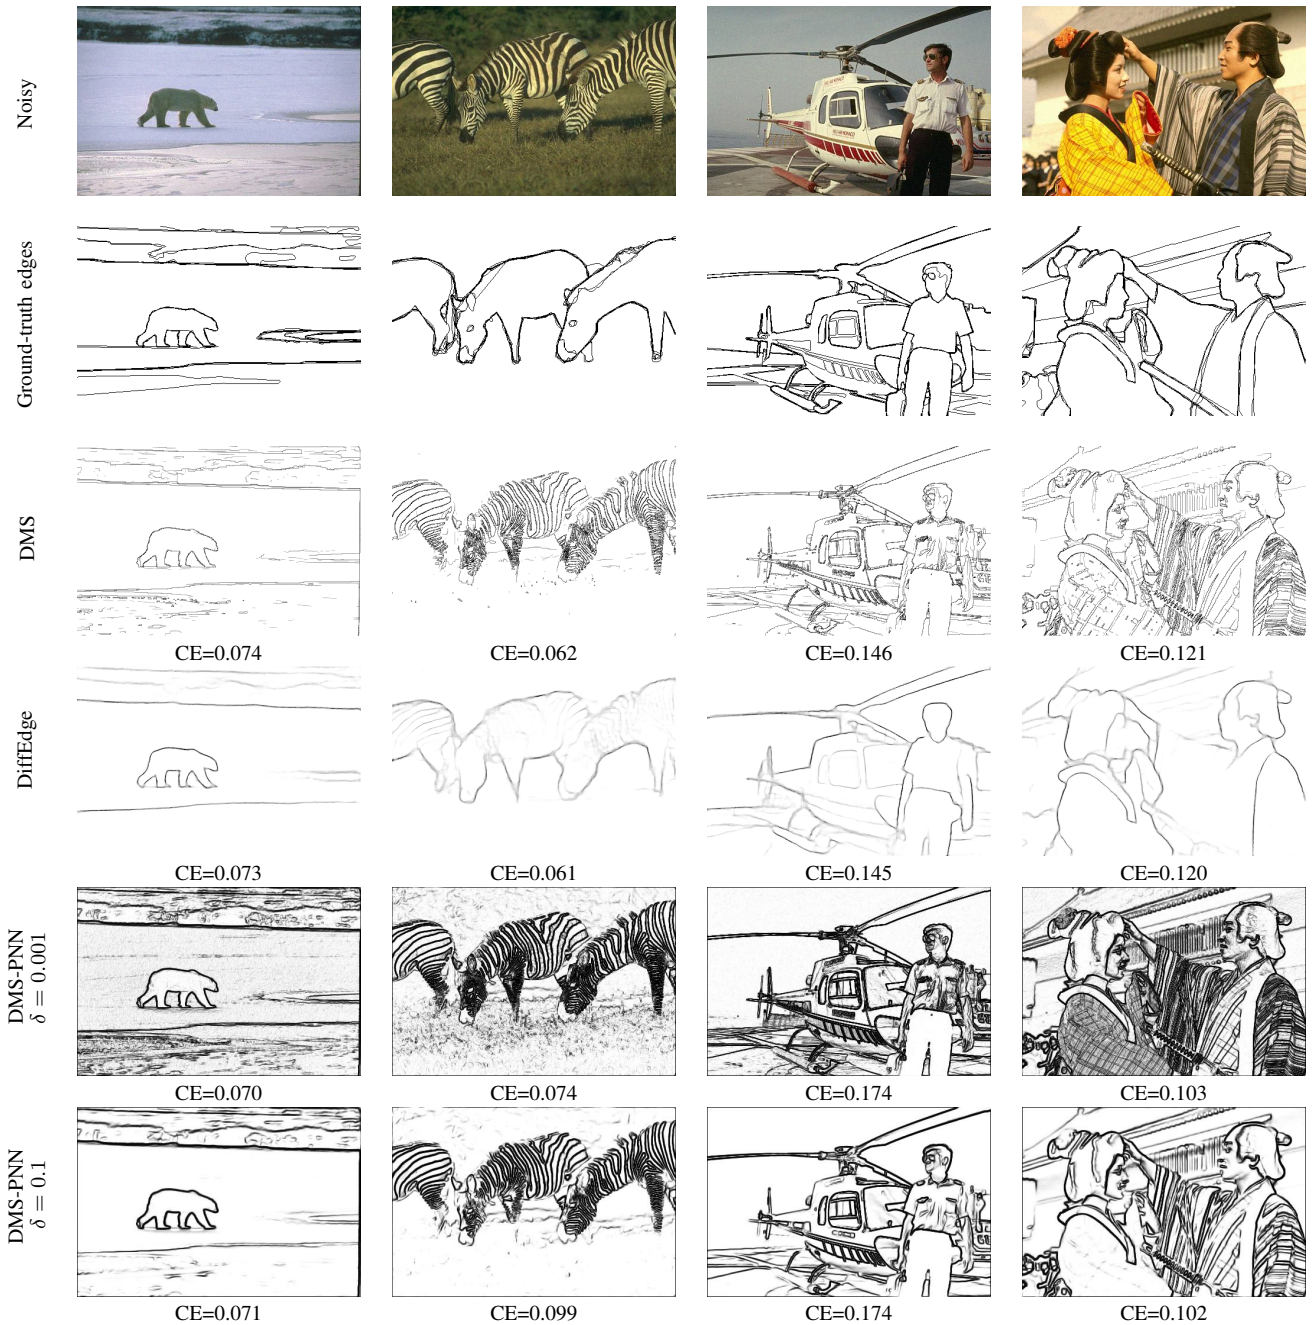 Noisy
Ground-truth edges
DMS
CE=0.074
CE=0.062
CE=0.146
CE=0.121
DiffEdge
CE=0.073
CE=0.061
CE=0.145
CE=0.120
DMS-PNN
δ = 0.001
CE=0.070
CE=0.074
CE=0.174
CE=0.103
DMS-PNN
δ = 0.1
CE=0.071
CE=0.099
CE=0.174
CE=0.102